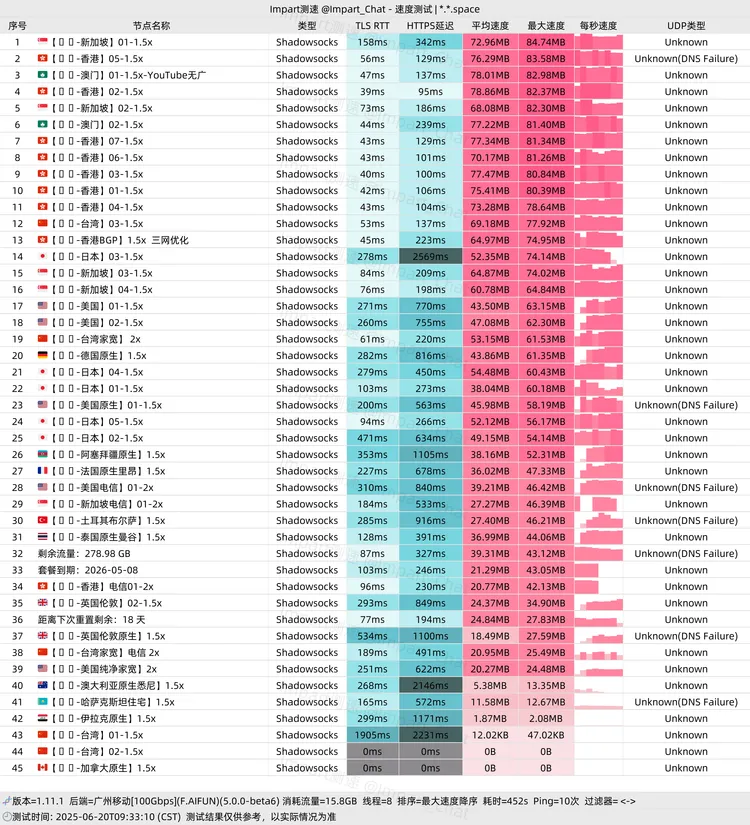 Impart测速 @Impart_Chat - 速度测试 |*.*.space
序号 节点名称 类型 TLS RTT HTTPS延迟 平均速度 最大速度 每秒速度 UDP类型
1 【▯ ▯-新加坡】01-1.5x Shadowsocks 158ms 342ms 72.96MB 84.74MB Unknown
2 【▯ ▯-香港】05-1.5x Shadowsocks 56ms 129ms 76.29MB 83.58MB Unknown(DNS Failure)
3 【▯ ▯-澳门】01-1.5x-YouTube无广 Shadowsocks 47ms 137ms 78.01MB 82.98MB Unknown
4 【▯ ▯-香港】02-1.5x Shadowsocks 39ms 95ms 78.86MB 82.37MB Unknown
5 【▯ ▯-新加坡】02-1.5x Shadowsocks 73ms 186ms 68.08MB 82.30MB Unknown
6 【▯ ▯-澳门】02-1.5x Shadowsocks 44ms 239ms 77.22MB 81.40MB Unknown
7 【▯ ▯-香港】07-1.5x Shadowsocks 43ms 129ms 77.34MB 81.34MB Unknown
8 【▯ ▯-香港】06-1.5x Shadowsocks 43ms 101ms 70.17MB 81.26MB Unknown
9 【▯ ▯-香港】03-1.5x Shadowsocks 40ms 100ms 77.47MB 80.84MB Unknown
10 【▯ ▯-香港】01-1.5x Shadowsocks 42ms 106ms 75.41MB 80.39MB Unknown
11 【▯ ▯-香港】04-1.5x Shadowsocks 43ms 104ms 73.28MB 78.64MB Unknown
12 【▯ ▯-台湾】03-1.5x Shadowsocks 53ms 137ms 69.18MB 77.92MB Unknown
13 【▯ ▯-香港BGP】1.5x 三网优化 Shadowsocks 45ms 223ms 64.97MB 74.95MB Unknown
14 【▯ ▯-日本】03-1.5x Shadowsocks 278ms 2569ms 52.35MB 74.14MB Unknown
15 【▯ ▯-新加坡】03-1.5x Shadowsocks 84ms 209ms 64.87MB 74.02MB Unknown
16 【▯ ▯-新加坡】04-1.5x Shadowsocks 76ms 198ms 60.78MB 64.84MB Unknown
17 【▯ ▯-美国】01-1.5x Shadowsocks 271ms 770ms 43.50MB 63.15MB Unknown
18 【▯ ▯-美国】02-1.5x Shadowsocks 260ms 755ms 47.08MB 62.30MB Unknown
19 【▯ ▯-台湾家宽】 2x Shadowsocks 61ms 220ms 53.15MB 61.53MB Unknown
20 【▯ ▯-德国原生】1.5x Shadowsocks 282ms 816ms 43.86MB 61.35MB Unknown
21 【▯ ▯-日本】04-1.5x Shadowsocks 279ms 450ms 54.48MB 60.43MB Unknown
22 【▯ ▯-日本】01-1.5x Shadowsocks 103ms 273ms 38.04MB 60.18MB Unknown
23 【▯ ▯-美国原生】01-1.5x Shadowsocks 200ms 563ms 45.98MB 58.19MB Unknown(DNS Failure)
24 【▯ ▯-日本】05-1.5x Shadowsocks 94ms 266ms 52.12MB 56.17MB Unknown
25 【▯ ▯-日本】02-1.5x Shadowsocks 471ms 634ms 49.15MB 54.14MB Unknown
26 【▯ ▯-阿塞拜疆原生】1.5x Shadowsocks 353ms 1105ms 38.16MB 52.31MB Unknown
27 【▯ ▯-法国原生里昂】1.5x Shadowsocks 227ms 678ms 36.02MB 47.33MB Unknown
28 【▯ ▯-美国电信】01-2x Shadowsocks 310ms 840ms 39.21MB 46.42MB Unknown(DNS Failure)
29 【▯ ▯-新加坡电信】01-2x Shadowsocks 184ms 533ms 27.27MB 46.39MB Unknown
30 【▯ ▯-土耳其布尔萨】1.5x Shadowsocks 285ms 916ms 27.40MB 46.21MB Unknown(DNS Failure)
31 【▯ ▯-泰国原生曼谷】1.5x Shadowsocks 128ms 391ms 36.99MB 44.06MB Unknown
32 剩余流量：278.98 GB Shadowsocks 87ms 327ms 39.31MB 43.12MB Unknown(DNS Failure)
33 套餐到期：2026-05-08 Shadowsocks 103ms 246ms 21.29MB 43.05MB Unknown
34 【▯ ▯-香港】电信01-2x Shadowsocks 96ms 230ms 20.77MB 42.13MB Unknown
35 【▯ ▯-英国伦敦】02-1.5x Shadowsocks 293ms 849ms 24.37MB 34.90MB Unknown
36 距离下次重置剩余：18 天 Shadowsocks 77ms 194ms 24.84MB 27.83MB Unknown
37 【▯ ▯-英国伦敦原生】1.5x Shadowsocks 534ms 1100ms 18.49MB 27.59MB Unknown(DNS Failure)
38 【▯ ▯-台湾家宽】电信 2x Shadowsocks 189ms 491ms 20.95MB 25.49MB Unknown
39 【▯ ▯-美国纯净家宽】2x Shadowsocks 251ms 622ms 20.27MB 24.48MB Unknown
40 【▯ ▯-澳大利亚原生悉尼】1.5x Shadowsocks 268ms 2146ms 5.38MB 13.35MB Unknown
41 【▯ ▯-哈萨克斯坦住宅】1.5x Shadowsocks 165ms 572ms 11.58MB 12.67MB Unknown(DNS Failure)
42 【▯ ▯-伊拉克原生】1.5x Shadowsocks 299ms 1171ms 1.87MB 2.08MB Unknown
43 【▯ ▯-台湾】01-1.5x Shadowsocks 1905ms 2231ms 12.02KB 47.02KB Unknown
44 【▯ ▯-台湾】02-1.5x Shadowsocks 0ms 0ms 0B 0B Unknown
45 【▯ ▯-加拿大原生】1.5x Shadowsocks 0ms 0ms 0B 0B Unknown
版本=1.11.1 后端=广州移动[100Gbps](F.AIFUN)(5.0.0-beta6) 消耗流量=15.8GB 线程=8 排序=最大速度降序 耗时=452s Ping=10次 过滤器= <->
测试时间: 2025-06-20T09:33:10 (CST) 测试结果仅供参考，以实际情况为准